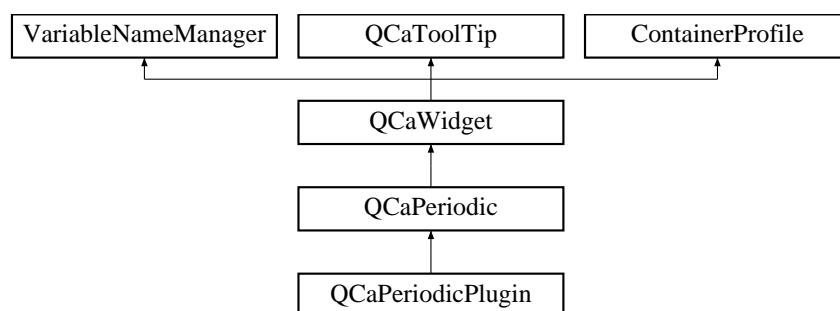 VariableNameManager
QCaToolTip
ContainerProfile
QCaWidget
QCaPeriodic
QCaPeriodicPlugin